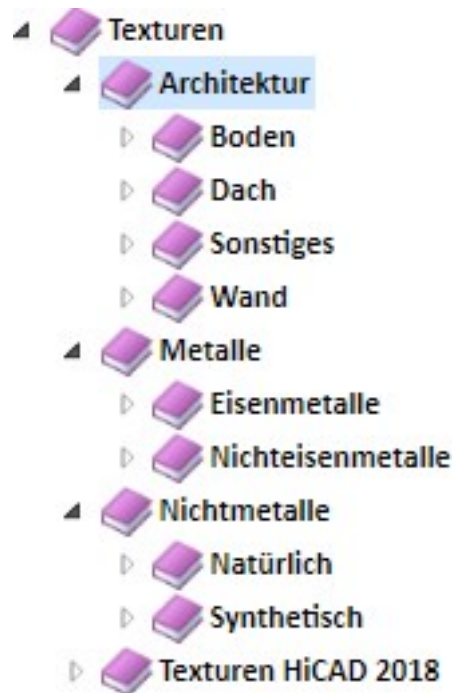 Texturen
Architektur
Boden
Dach
Sonstiges
Wand
Metalle
Eisenmetalle
Nichteisenmetalle
Nichtmetalle
Natürlich
Synthetisch
Texturen HiCAD 2018